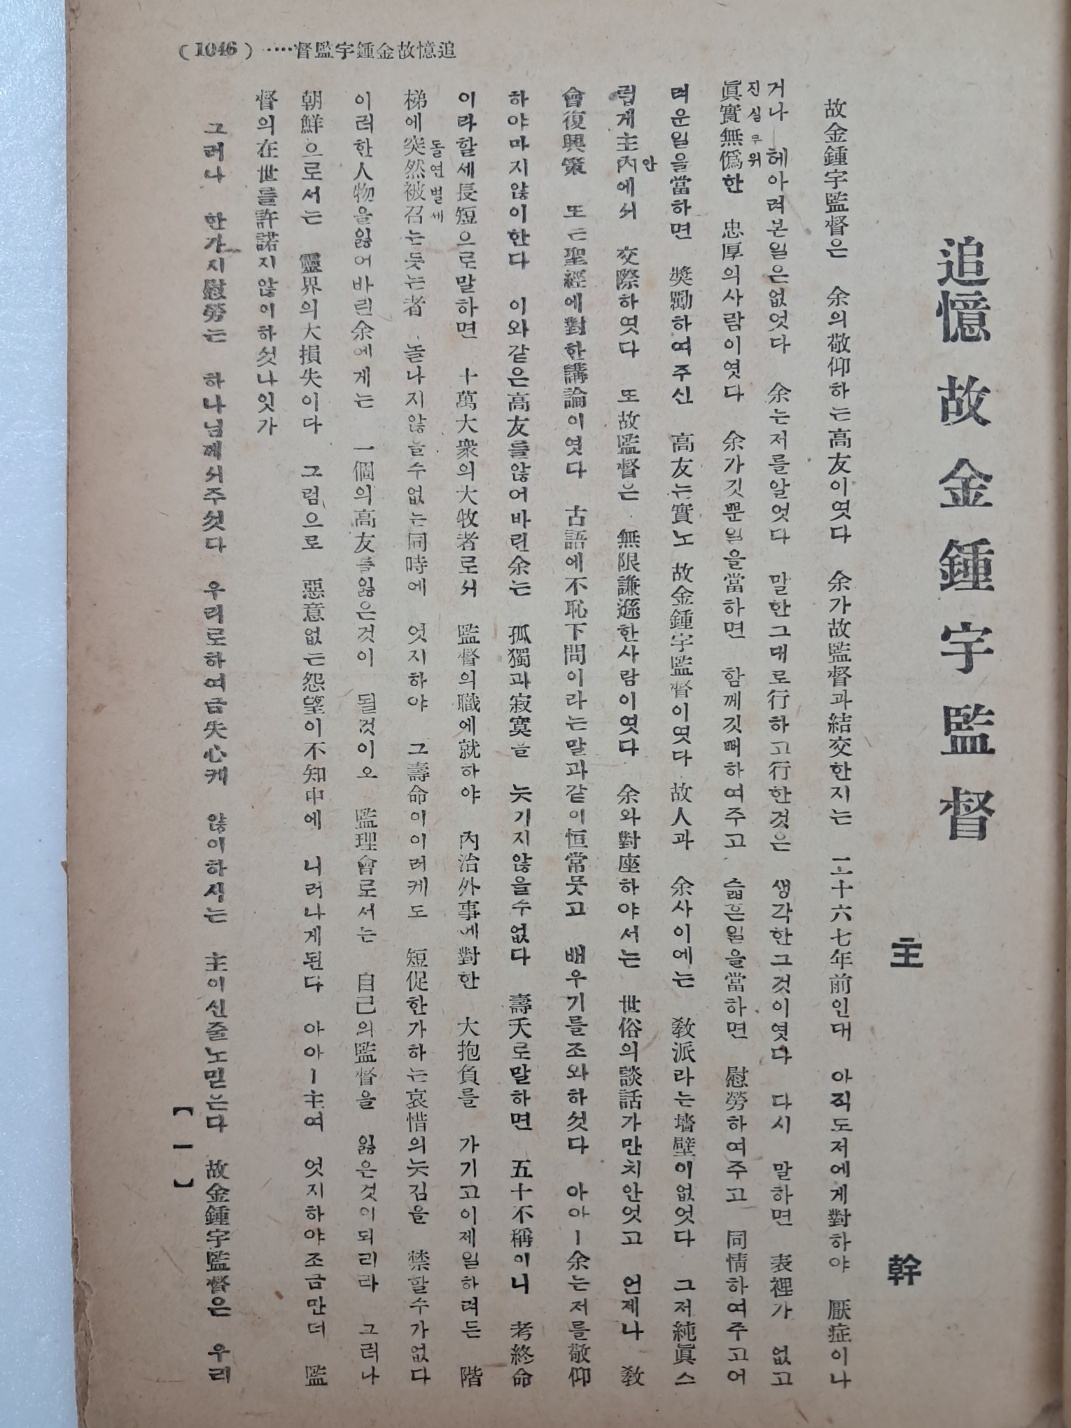 (1046) ‥‥督監宇鍾金故憶追
追憶故金鍾宇監督
主幹
故金鍾宇監督은 余의敬仰하는高友이엿다 余가故監督과結交한지는 二十六七年前인대 아직도저에게對하야 厭症이나
거나 헤아려본일은없엇다 余는저를알엇다 말한그대로行하고行한것은 생각한그것이엿다 다시 말하면 表裡가 없고
진실무위
眞實無僞한 忠厚의사람이엿다 余가깃뿐일을當하면 함께깃뻐하여주고 슯흔일을當하면 慰勞하여주고 同情하여주고어
려운일을當하면 奬勵하여주신 高友는實노 故金鍾宇監督이엿다 故人과 余사이에는 敎派라는墻壁이없엇다 그저純眞스
안
럽게主內에서 交際하엿다 또故監督은 無限謙遜한사람이엿다 余와對座하야서는 世俗의談話가만치안엇고 언제나 敎
會復興策 또는聖經에對한講論이엿다 古語에不恥下問이라는말과같이恒常뭇고 배우기를조와하섯다 아아ㅣ余는저를敬仰
하야마지않이한다 이와같은高友를않어바린余는 孤獨과寂寞을 늣기지않을수없다 壽夭로말하면 五十不稱이니 考終命
이라할세長短으로말하면 十萬大衆의大牧者로서 監督의職에就하야 內治外事에對한 大抱負를 가기고이제일하려든 階
돌연벌세
梯에突然被召는듯는者 놀나지않을수없는同時에 엇지하야 그壽命이이러케도 短促한가하는哀惜의늣김을 禁할수가없다
이러한人物을잃어바린余에게는 一個의高友를잃은것이 될것이오 監理會로서는 自己의監督을 잃은것이되리라 그러나
朝鮮으로서는 靈界의大損失이다 그럼으로 惡意없는怨望이不知中에 니러나게된다 아아ㅣ主여 엇지하야조금만더 監
督의在世를許諾지않이하섯나잇가
그러나 한가지慰勞는 하나님께서주섯다 우리로하여금失心케 않이하시는 主이신줄노믿는다 故金鍾宇監督은 우리
【一】